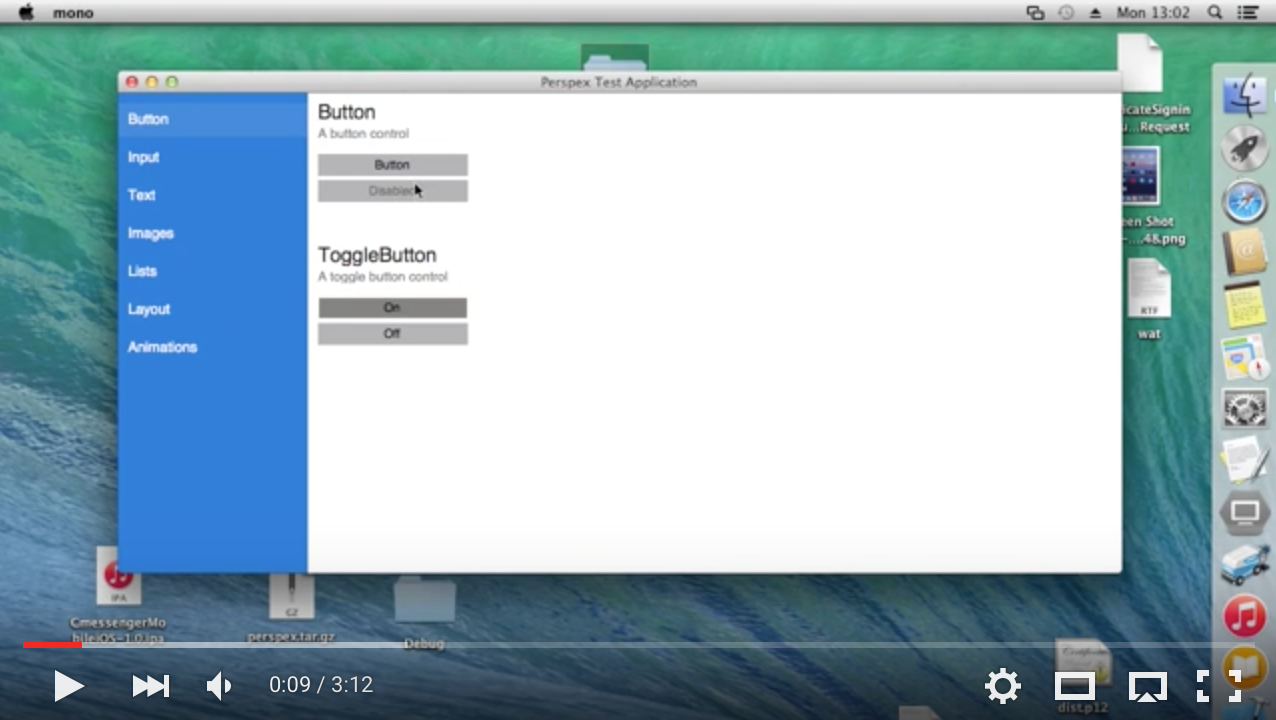 mono
Mon 13:02
Perspex Test Application
Button
Input
Text
Images
Lists
Layout
Animations
Button
A button control
Button
Disabled
ToggleButton
A toggle button control
On
Off
icateSignin
...Request
een Shot
-...48.png
RTF
wat
IPA
CmessengerMo
bileiOS-1.0.ipa
GZ
perspex.tar.gz
Debug
dist.p12
0:09 / 3:12